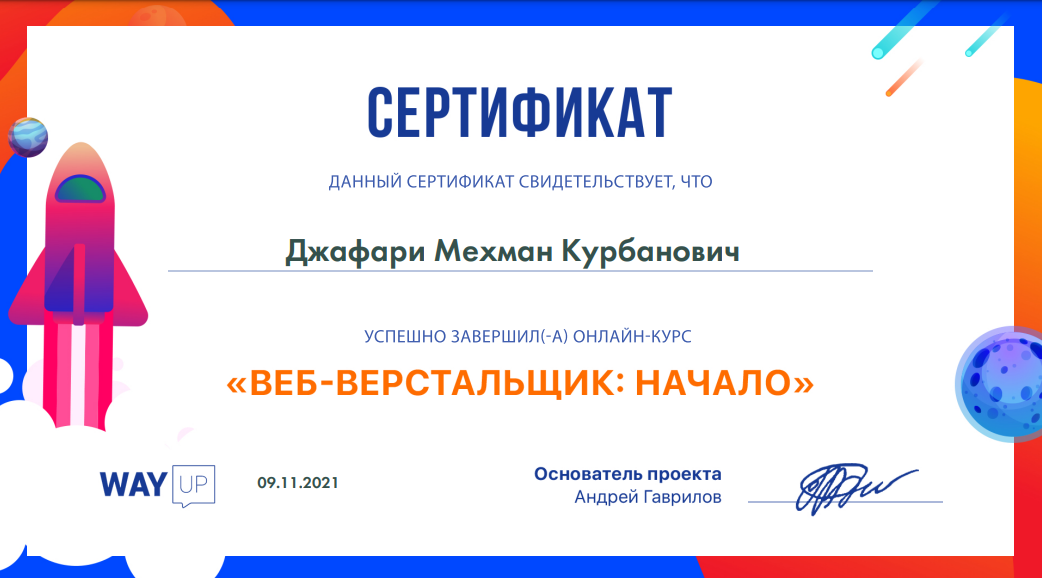 СЕРТИФИКАТ
ДАННЫЙ СЕРТИФИКАТ СВИДЕТЕЛЬСТВУЕТ, ЧТО
Джафари Мехман Курбанович
УСПЕШНО ЗАВЕРШИЛ(-А) ОНЛАЙН-КУРС
«ВЕБ-ВЕРСТАЛЬЩИК: НАЧАЛО»
WAY UP
09.11.2021
Основатель проекта
Андрей Гаврилов